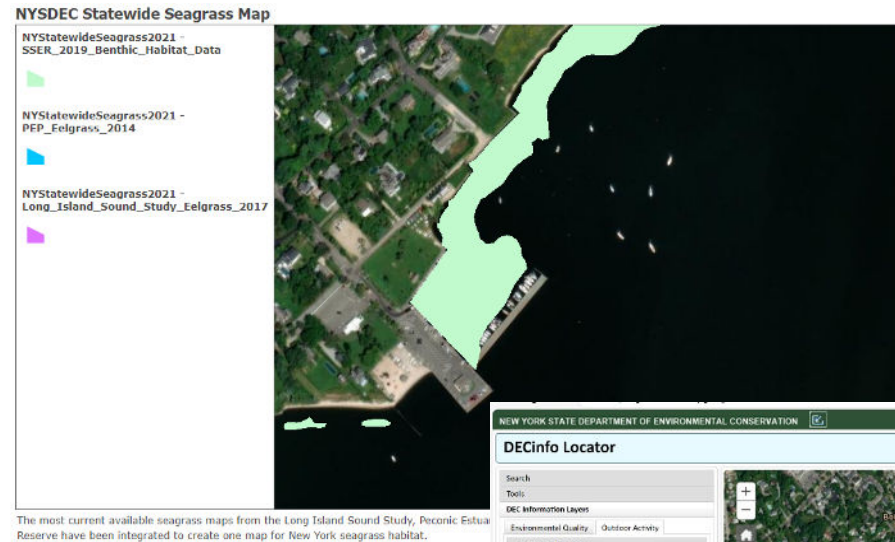 NYSDEC Statewide Seagrass Map
NYStatewideSeagrass2021 -
SSER_2019_Benthic_Habitat_Data
NYStatewideSeagrass2021 -
PEP_Eelgrass_2014
NYStatewideSeagrass2021 -
Long_Island_Sound_Study_Eelgrass_2017
The most current available seagrass maps from the Long Island Sound Study, Peconic Estua
Reserve have been integrated to create one map for New York seagrass habitat.
NEW YORK STATE DEPARTMENT OF ENVIRONMENTAL CONSERVATION
DECinfo Locator
Search
Tools
DEC Information Layers
Environmental Quality Outdoor Activity
+
−